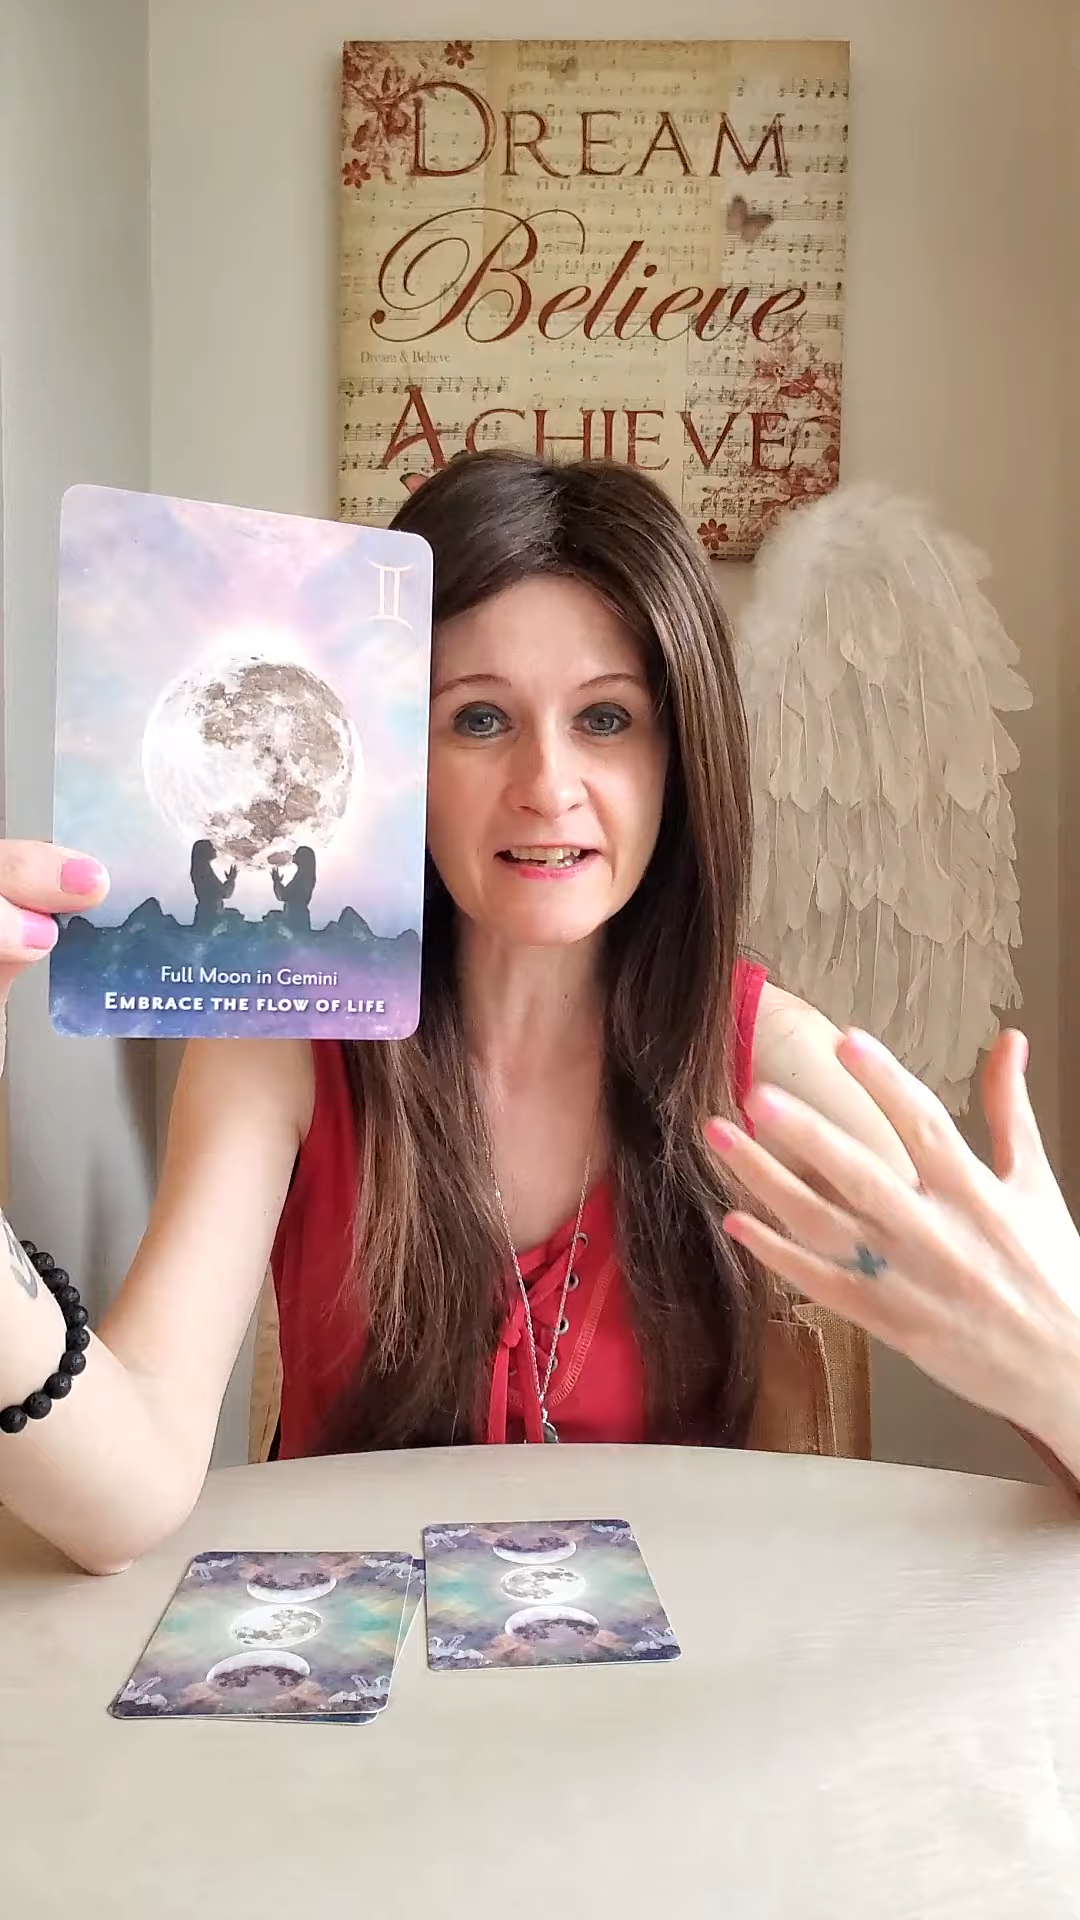 DREAM
Believe
Dream & Believe
ACHIEVE
Full Moon in Gemini
EMBRACE THE FLOW OF LIFE